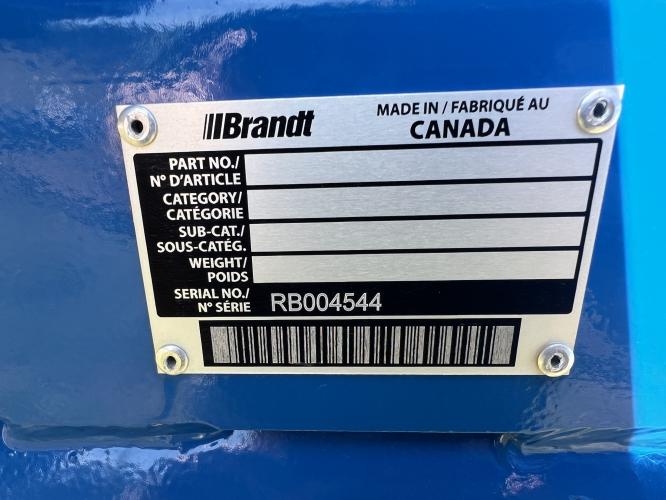 Brandt
MADE IN / FABRIQUÉ AU
CANADA
PART NO./
N° D'ARTICLE
CATEGORY/
CATÉGORIE
SUB-CAT./
SOUS-CATÉG.
WEIGHT/
POIDS
SERIAL NO./
N° SÉRIE
RB004544